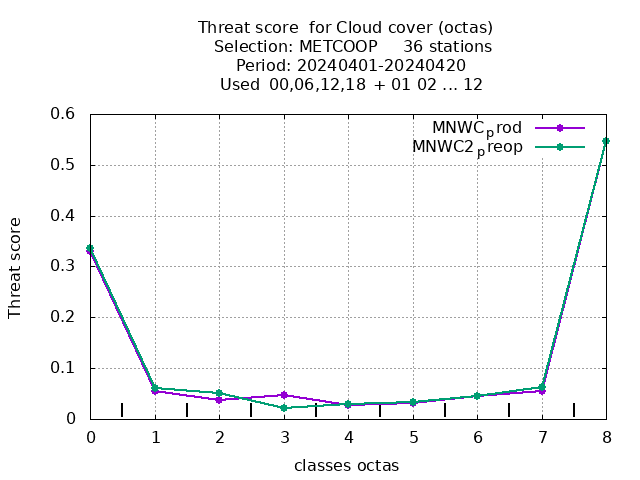 Threat score  for Cloud cover (octas)
Selection: METCOOP     36 stations
Period: 20240401-20240420
Used  00,06,12,18  + 01 02 ... 12
MNWC_prod
MNWC2_preop
0.6
0.5
0.4
0.3
0.2
0.1
0
Threat score
0 1 2 3 4 5 6 7 8
classes octas